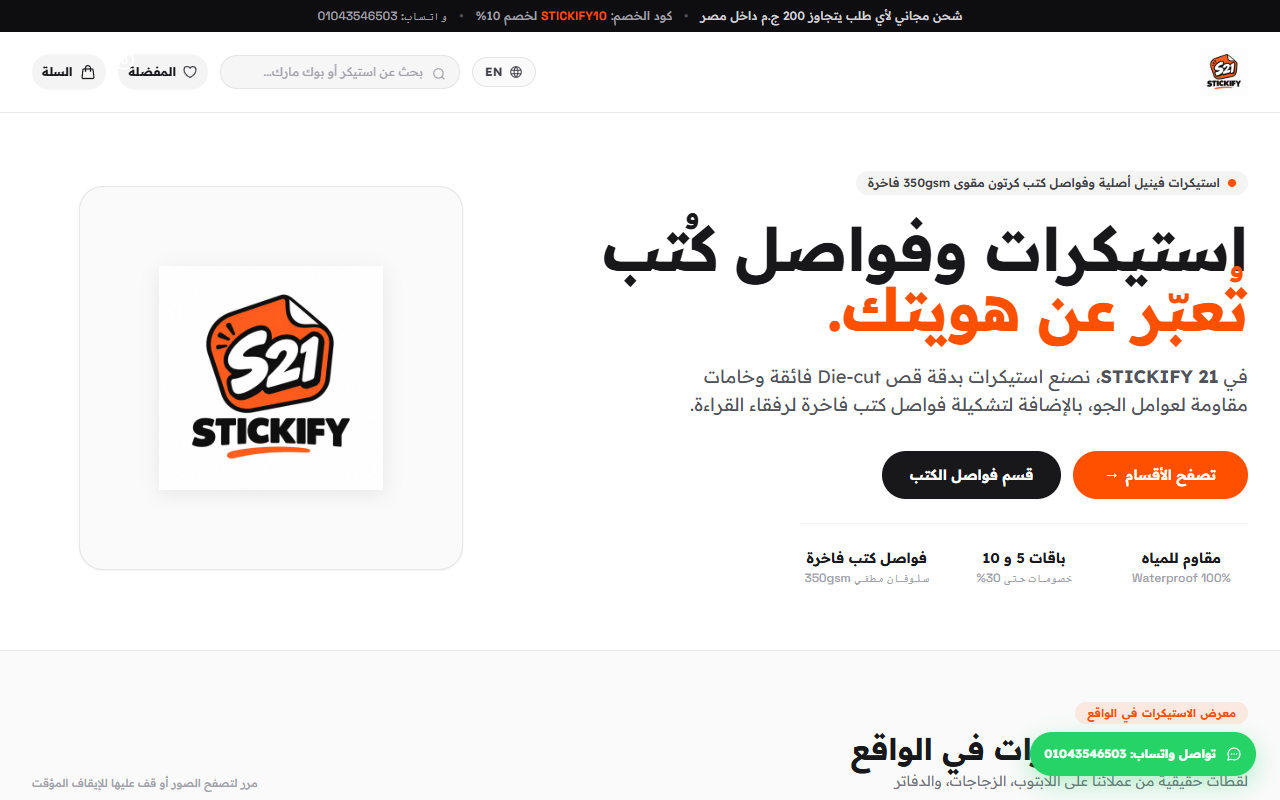 شحن مجاني لأي طلب يتجاوز 200 ج.م داخل مصر • كود الخصم: STICKIFY10 لخصم 10% • واتساب: 01043546503
S21
STICKIFY
EN
بحث عن استيكر أو بوك مارك...
المفضلة
السلة
استيكرات فينيل أصلية وفواصل كتب كرتون مقوى 350gsm فاخرة
استيكرات وفواصل كُتب
تُعبّر عن هويتك.
في STICKIFY 21، نصنع استيكرات بدقة قص Die-cut فائقة وخامات
مقاومة لعوامل الجو، بالإضافة لتشكيلة فواصل كتب فاخرة لرفقاء القراءة.
تصفح الأقسام →
قسم فواصل الكتب
مقاوم للمياه
Waterproof 100%
باقات 5 و 10
خصومات حتى 30%
فواصل كتب فاخرة
سلوفان مطفي 350gsm
S21
STICKIFY
معرض الاستيكرات في الواقع
في الواقع
لقطات حقيقية من عملائنا على اللابتوب، الزجاجات، والدفاتر
مرر لتصفح الصور أو قف عليها للإيقاف المؤقت
تواصل واتساب: 01043546503